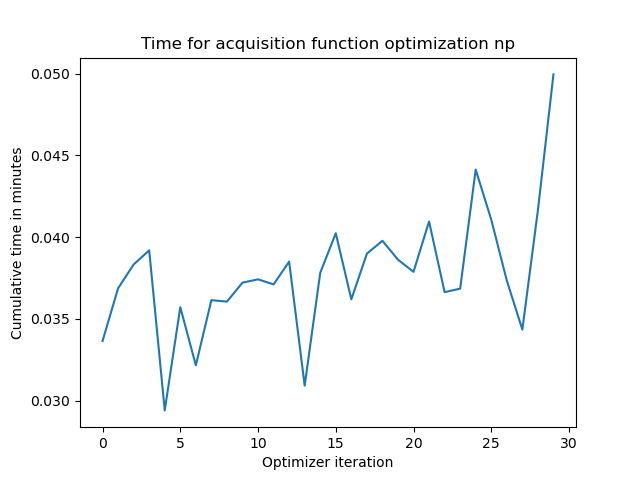 Time for acquisition function optimization np
0.050
0.045
0.040
0.035
0.030
Cumulative time in minutes
0 5 10 15 20 25 30
Optimizer iteration